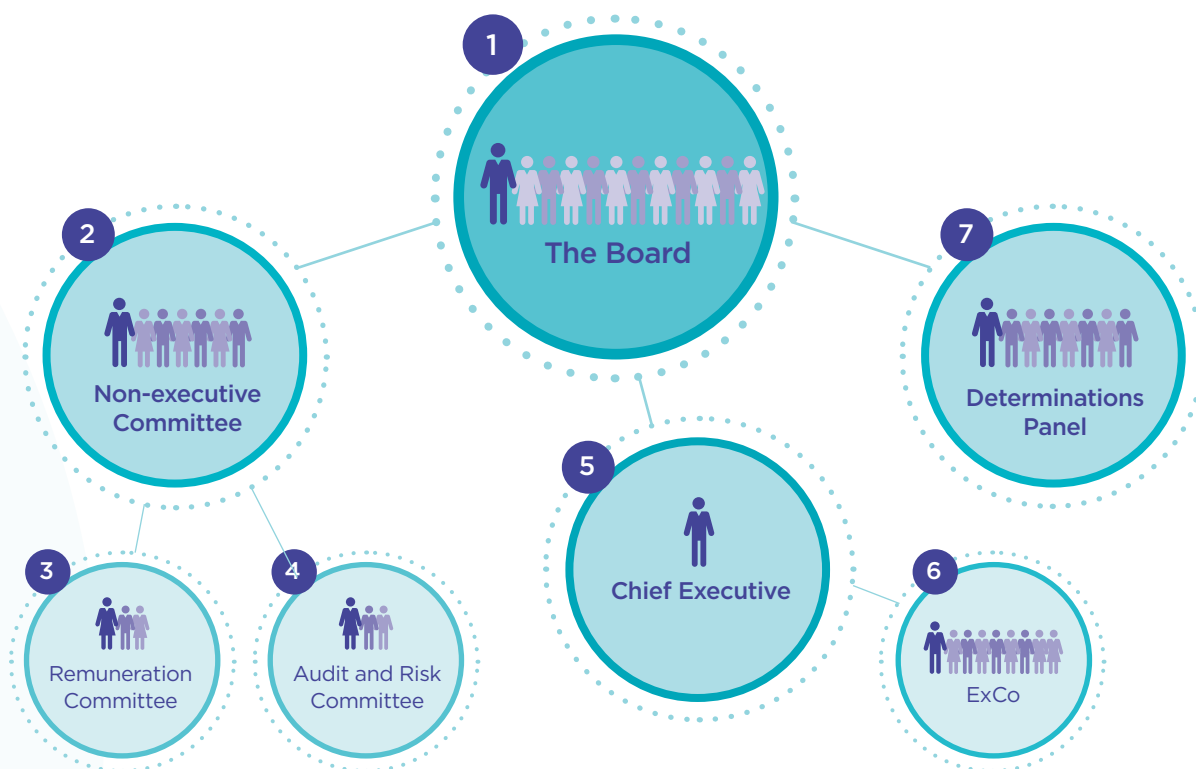 1
The Board
2
Non-executive
Committee
7
Determinations
Panel
3
Remuneration
Committee
4
Audit and Risk
Committee
5
Chief Executive
6
ExCo